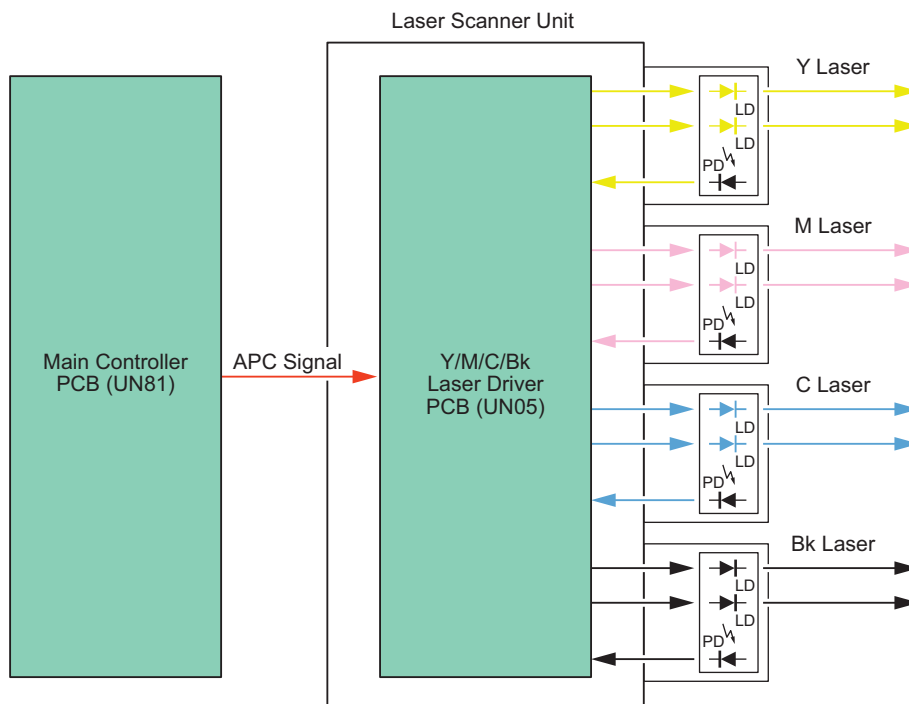 Laser Scanner Unit
Main Controller
PCB (UN81)
APC Signal
Y/M/C/Bk
Laser Driver
PCB (UN05)
Y Laser
LD
LD
PD
M Laser
LD
LD
PD
C Laser
LD
LD
PD
Bk Laser
LD
LD
PD